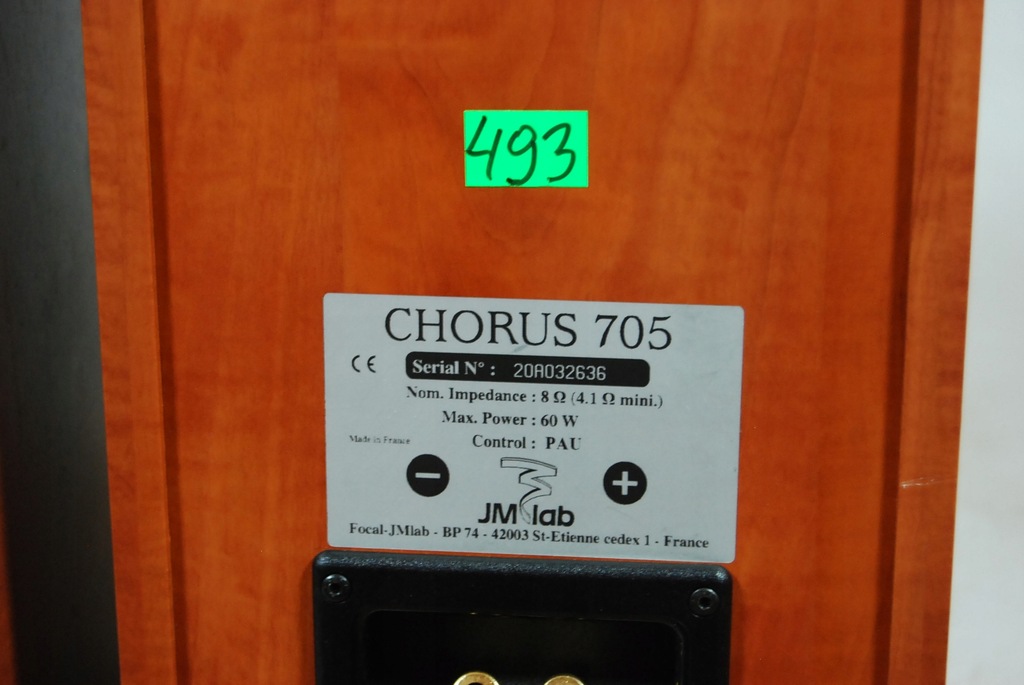 493
CHORUS 705
CE Serial N° : 20A032636
Nom. Impedance : 8 Ω (4.1 Ω mini.)
Max. Power : 60 W
Made in France Control : PAU
− +
JMlab
Focal-JMlab - BP 74 - 42003 St-Etienne cedex 1 - France